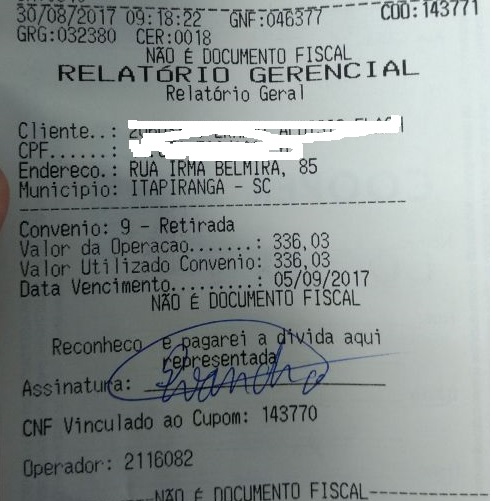 30/08/2017 09:18:22 GNF:046377 COO:143771
GRG:032380 CER:0018
NÃO É DOCUMENTO FISCAL
RELATÓRIO GERENCIAL
Relatório Geral
Cliente..:
CPF......:
Endereco.: RUA IRMA BELMIRA, 85
Municipio: ITAPIRANGA - SC
Convenio: 9 - Retirada
Valor da Operacao.......: 336,03
Valor Utilizado Convenio: 336,03
Data Vencimento.........: 05/09/2017
NÃO É DOCUMENTO FISCAL
Reconheco e pagarei a divida aqui
representada
Assinatura:
CNF Vinculado ao Cupom: 143770
Operador: 2116082
NÃO É DOCUMENTO FISCAL